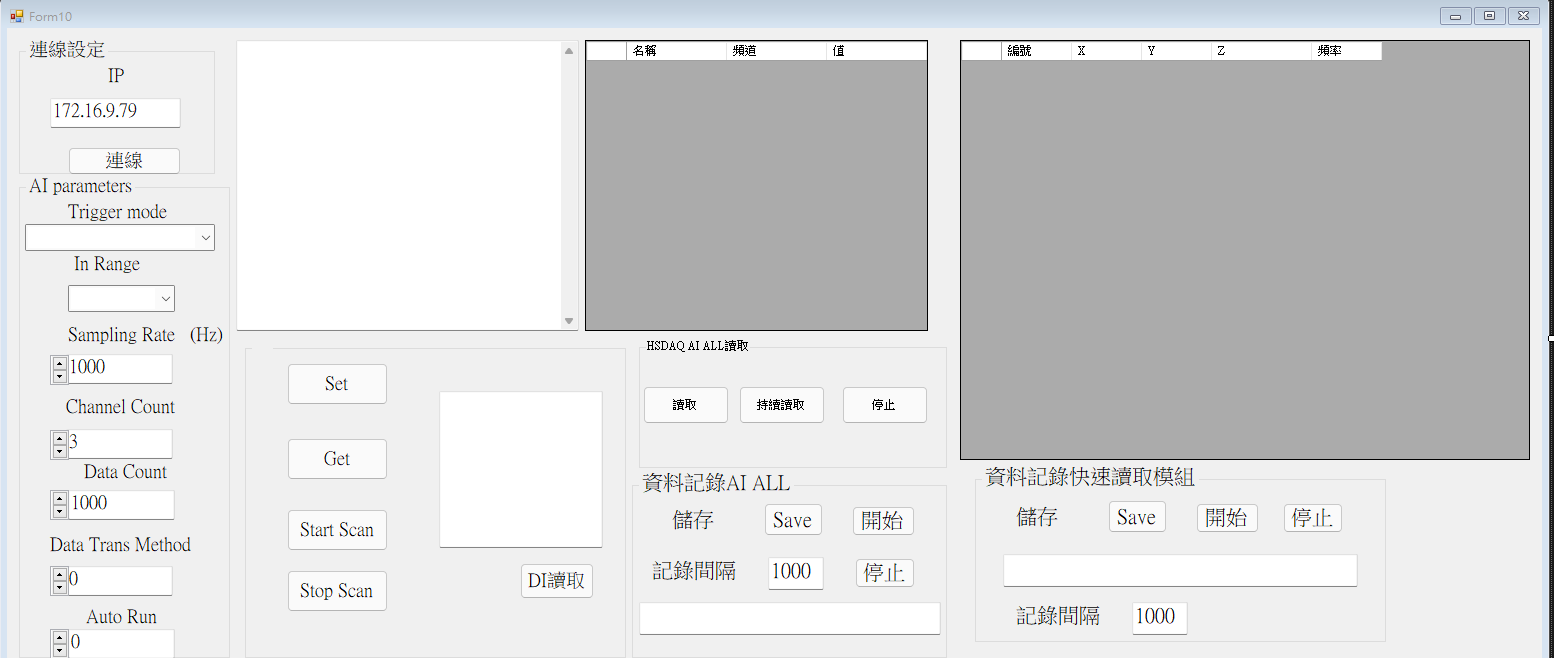 Form10
連線設定
IP
172.16.9.79
連線
AI parameters
Trigger mode
In Range
Sampling Rate (Hz)
1000
Channel Count
3
Data Count
1000
Data Trans Method
0
Auto Run
0
名稱 頻道 值
編號 X Y Z 頻率
Set
Get
Start Scan
Stop Scan
DI讀取
HSDAQ AI ALL讀取
讀取 持續讀取 停止
資料記錄AI ALL
儲存 Save 開始
記錄間隔 1000 停止
資料記錄快速讀取模組
儲存 Save 開始 停止
記錄間隔 1000